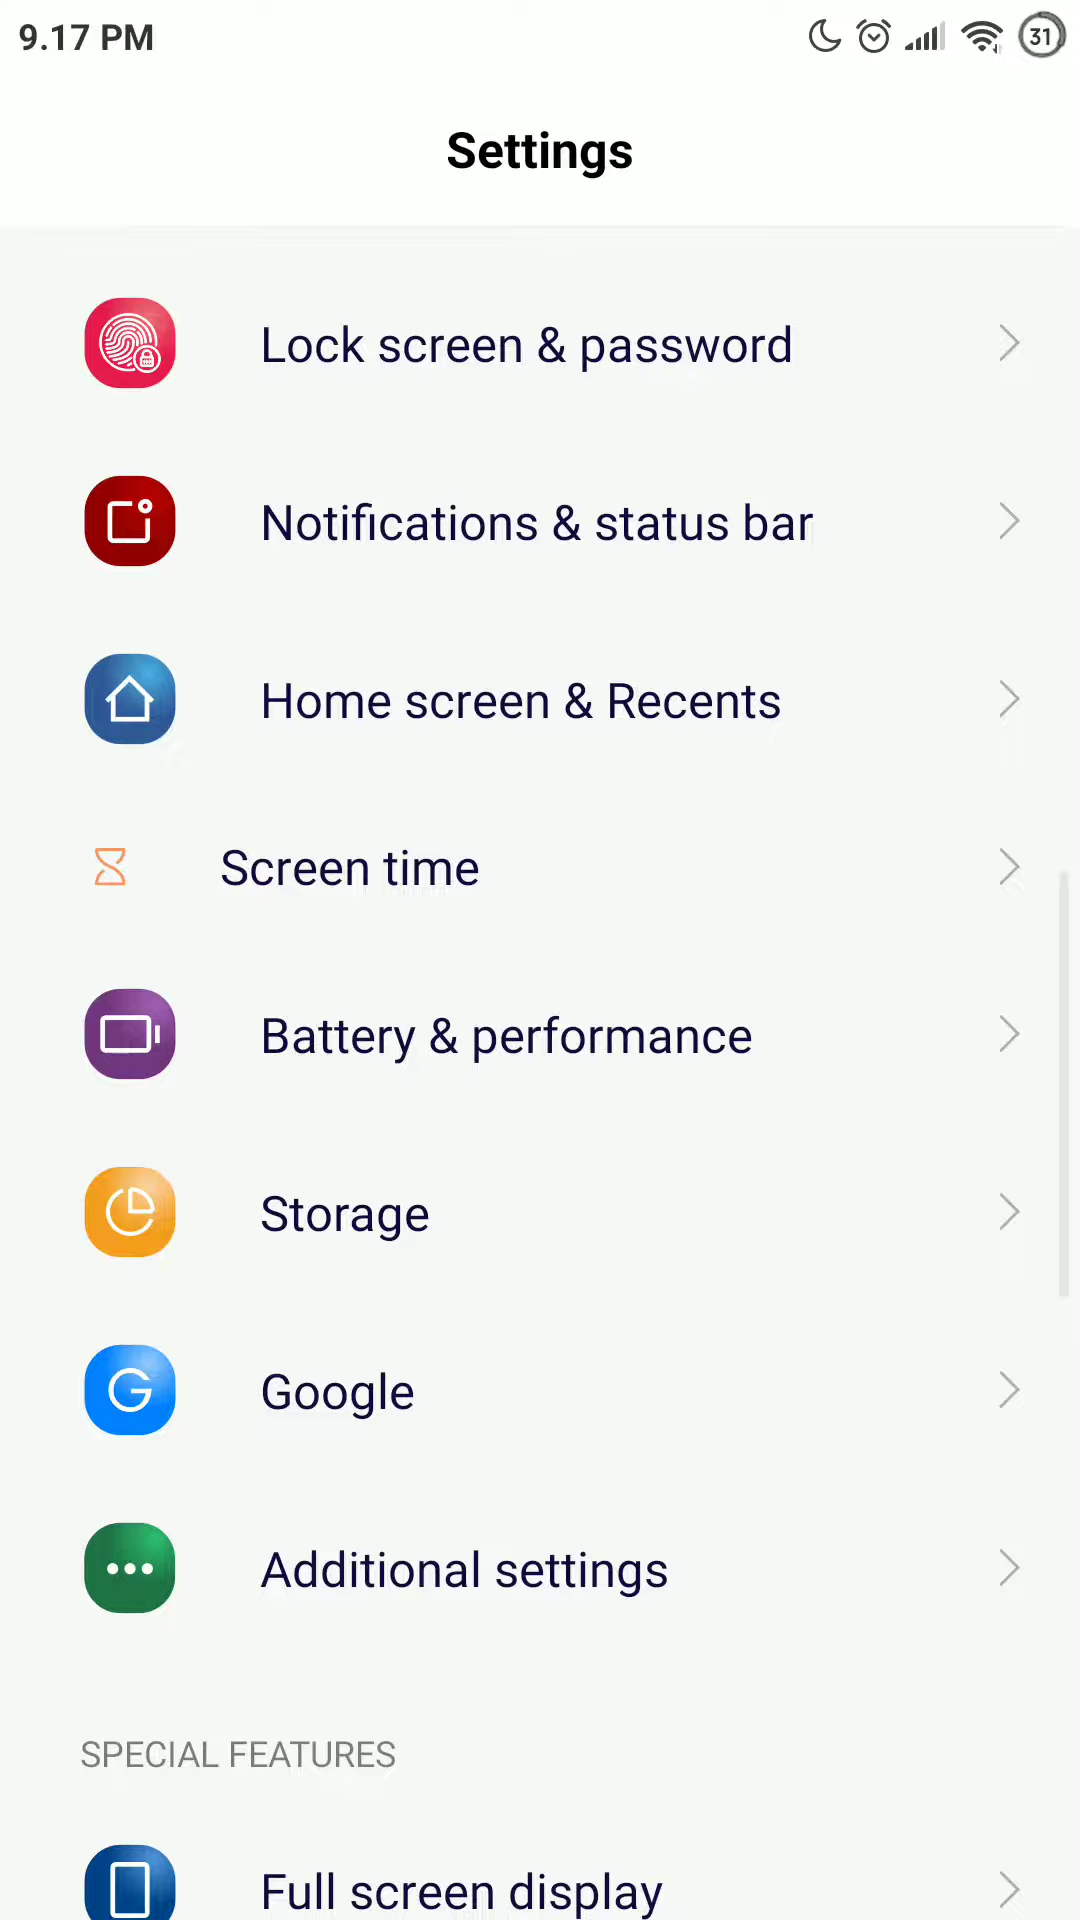 9.17 PM
31
Settings
Lock screen & password
Notifications & status bar
Home screen & Recents
Screen time
Battery & performance
Storage
Google
Additional settings
SPECIAL FEATURES
Full screen display